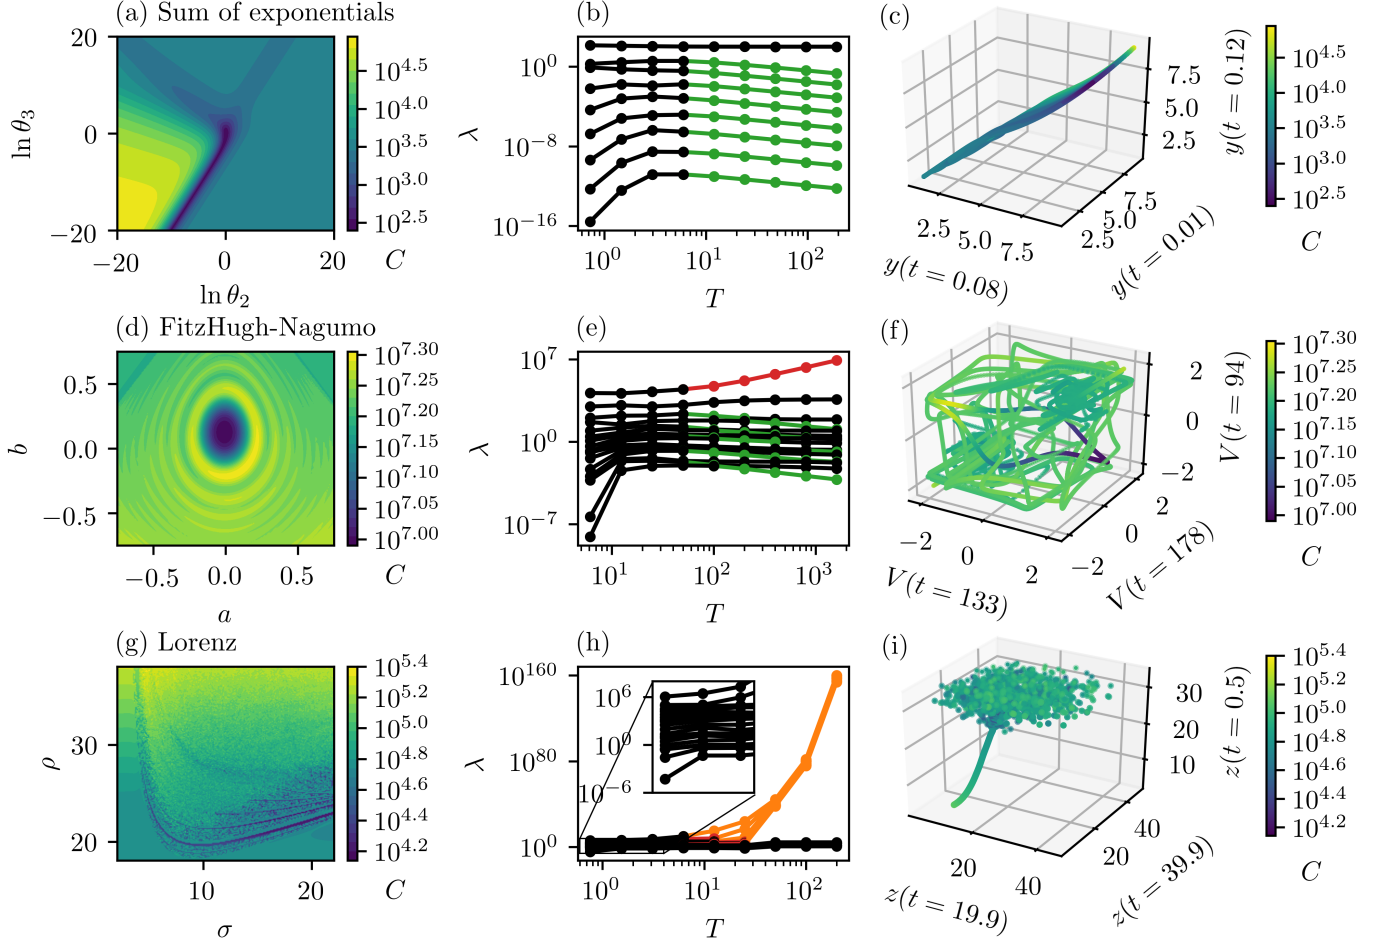 (a) Sum of exponentials
20
0
−20
ln θ₃
−20
0
20
ln θ₂
10^4.5
10^4.0
10^3.5
10^3.0
10^2.5
C
(b)
10^0
10^−8
10^−16
λ
10^0
10^1
10^2
T
(c)
7.5
5.0
2.5
y(t = 0.12)
2.5
5.0
7.5
y(t = 0.08)
2.5
5.0
7.5
y(t = 0.01)
10^4.5
10^4.0
10^3.5
10^3.0
10^2.5
C
(d) FitzHugh-Nagumo
0.5
0.0
−0.5
b
−0.5
0.0
0.5
a
10^7.30
10^7.25
10^7.20
10^7.15
10^7.10
10^7.05
10^7.00
C
(e)
10^7
10^0
10^−7
λ
10^1
10^2
10^3
T
(f)
2
0
−2
V(t = 94)
−2
0
2
V(t = 133)
−2
0
2
V(t = 178)
10^7.30
10^7.25
10^7.20
10^7.15
10^7.10
10^7.05
10^7.00
C
(g) Lorenz
30
20
ρ
10
20
σ
10^5.4
10^5.2
10^5.0
10^4.8
10^4.6
10^4.4
10^4.2
C
(h)
10^160
10^80
10^0
λ
10^6
10^0
10^−6
10^0
10^1
10^2
T
(i)
30
20
10
z(t = 0.5)
20
40
z(t = 19.9)
20
40
z(t = 39.9)
10^5.4
10^5.2
10^5.0
10^4.8
10^4.6
10^4.4
10^4.2
C